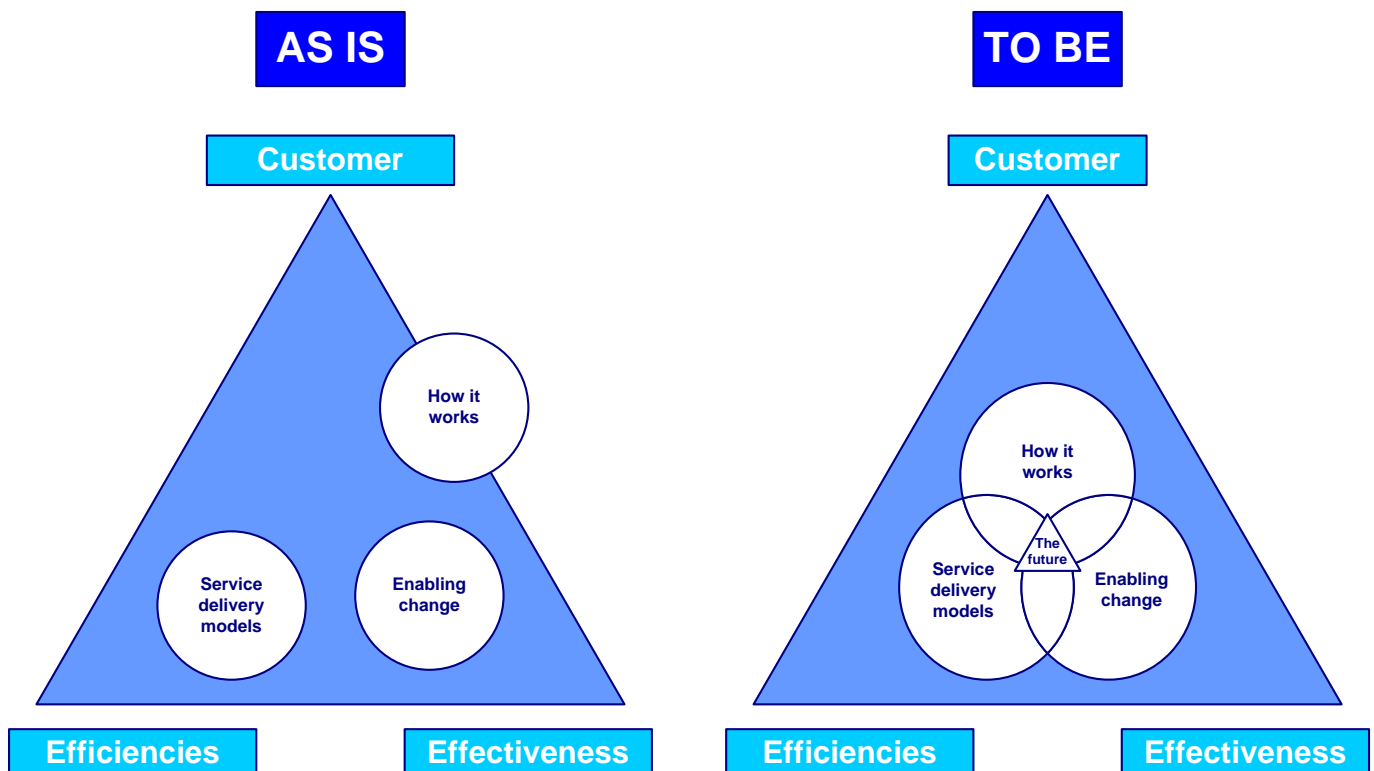 AS IS
Customer
How it
works
Service
delivery
models
Enabling
change
Efficiencies
Effectiveness
TO BE
Customer
How it
works
The
future
Service
delivery
models
Enabling
change
Efficiencies
Effectiveness